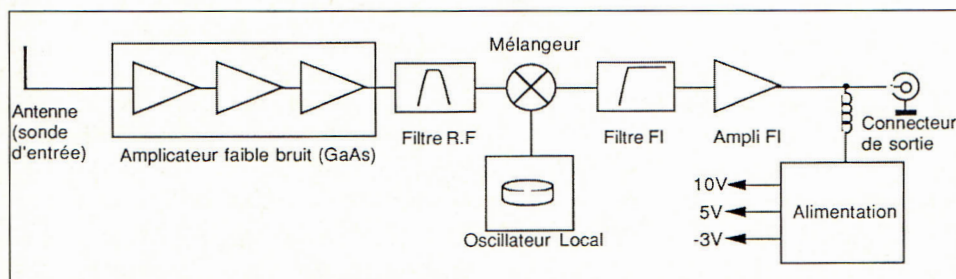 Mélangeur
Antenne
(sonde
d'entrée)
Amplicateur faible bruit (GaAs)
Filtre R.F
Filtre FI
Ampli FI
Connecteur
de sortie
Oscillateur Local
10V
5V
-3V
Alimentation